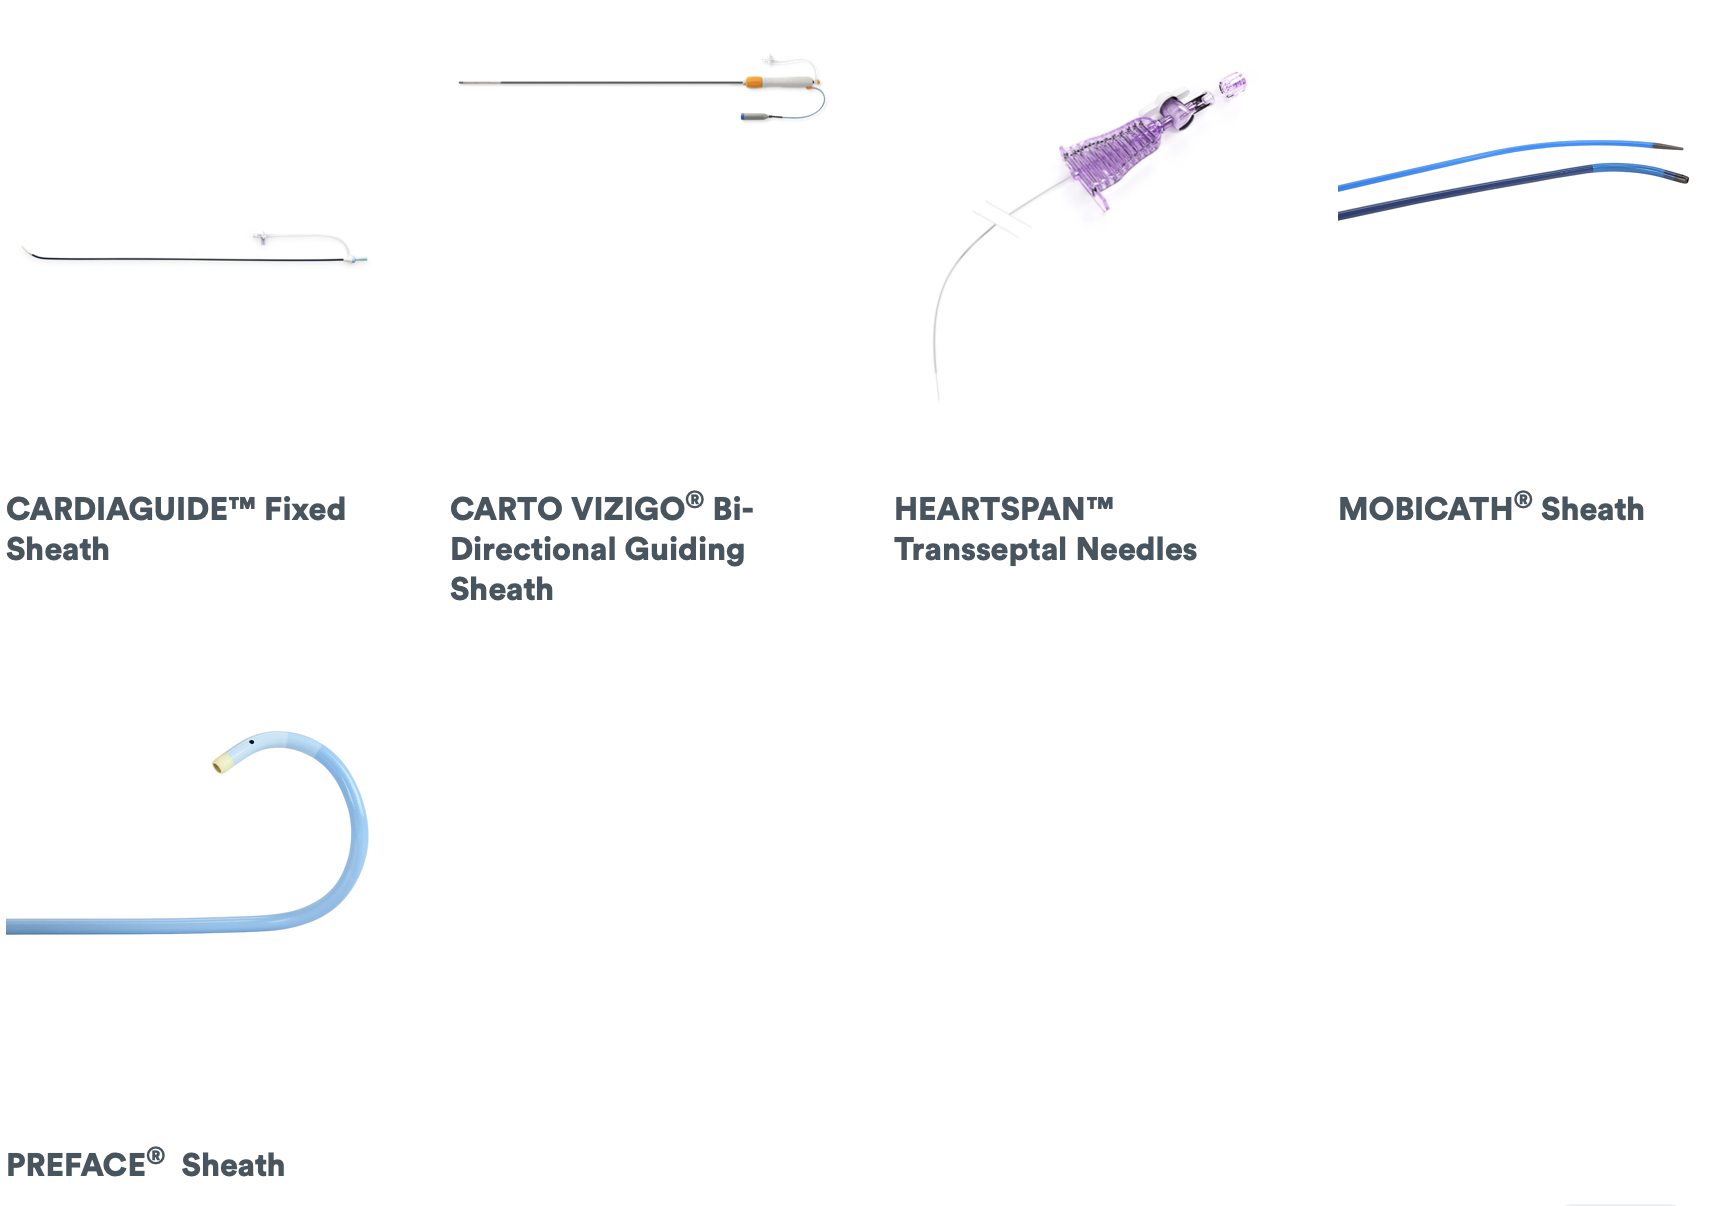 CARDIAGUIDE™ Fixed
Sheath
CARTO VIZIGO® Bi-
Directional Guiding
Sheath
HEARTSPAN™
Transseptal Needles
MOBICATH® Sheath
PREFACE® Sheath